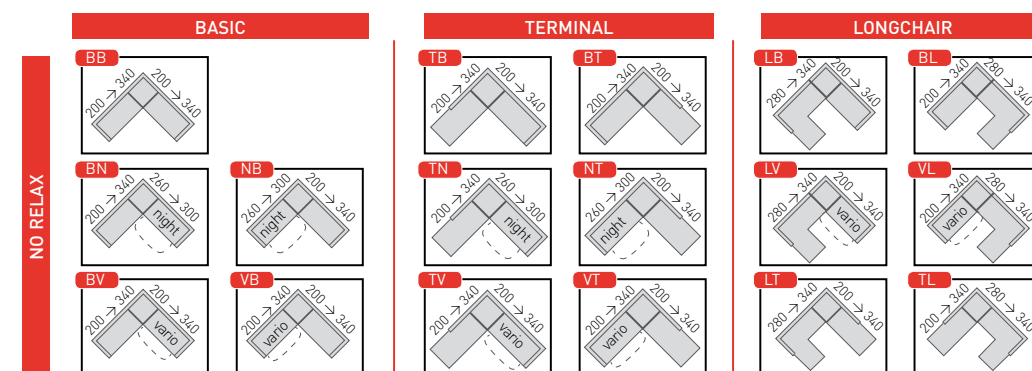 BASIC
TERMINAL
LONGCHAIR
NO RELAX
BB
200 → 340
200 → 340
TB
200 → 340
200 → 340
BT
200 → 340
200 → 340
LB
280 → 340
200 → 340
BL
200 → 340
280 → 340
BN
200 → 340
260 → 300
night
NB
260 → 300
200 → 340
night
TN
200 → 340
260 → 300
night
NT
260 → 300
200 → 340
night
LV
280 → 340
200 → 340
vario
VL
200 → 340
280 → 340
vario
BV
200 → 340
200 → 340
vario
VB
200 → 340
200 → 340
vario
TV
200 → 340
200 → 340
vario
VT
200 → 340
200 → 340
vario
LT
280 → 340
200 → 340
TL
200 → 340
280 → 340